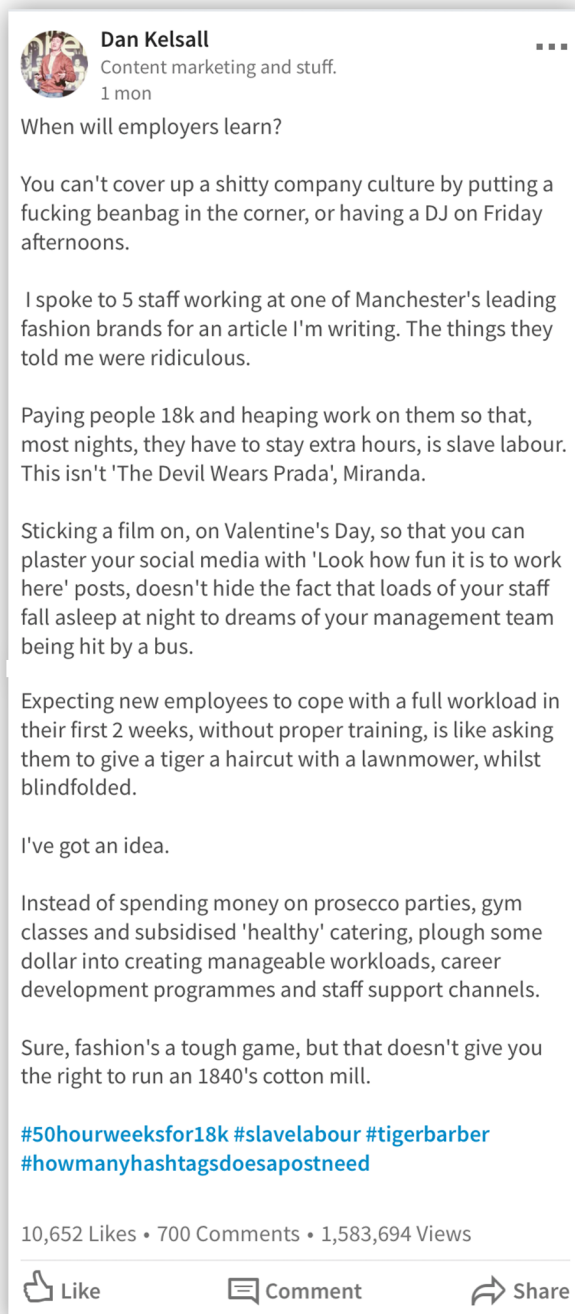 Dan Kelsall
Content marketing and stuff.
1 mon
When will employers learn?
You can't cover up a shitty company culture by putting a
fucking beanbag in the corner, or having a DJ on Friday
afternoons.
I spoke to 5 staff working at one of Manchester's leading
fashion brands for an article I'm writing. The things they
told me were ridiculous.
Paying people 18k and heaping work on them so that,
most nights, they have to stay extra hours, is slave labour.
This isn't 'The Devil Wears Prada', Miranda.
Sticking a film on, on Valentine's Day, so that you can
plaster your social media with 'Look how fun it is to work
here' posts, doesn't hide the fact that loads of your staff
fall asleep at night to dreams of your management team
being hit by a bus.
Expecting new employees to cope with a full workload in
their first 2 weeks, without proper training, is like asking
them to give a tiger a haircut with a lawnmower, whilst
blindfolded.
I've got an idea.
Instead of spending money on prosecco parties, gym
classes and subsidised 'healthy' catering, plough some
dollar into creating manageable workloads, career
development programmes and staff support channels.
Sure, fashion's a tough game, but that doesn't give you
the right to run an 1840's cotton mill.
#50hourweeksfor18k #slavelabour #tigerbarber
#howmanyhashtagsdoesapostneed
10,652 Likes • 700 Comments • 1,583,694 Views
Like Comment Share